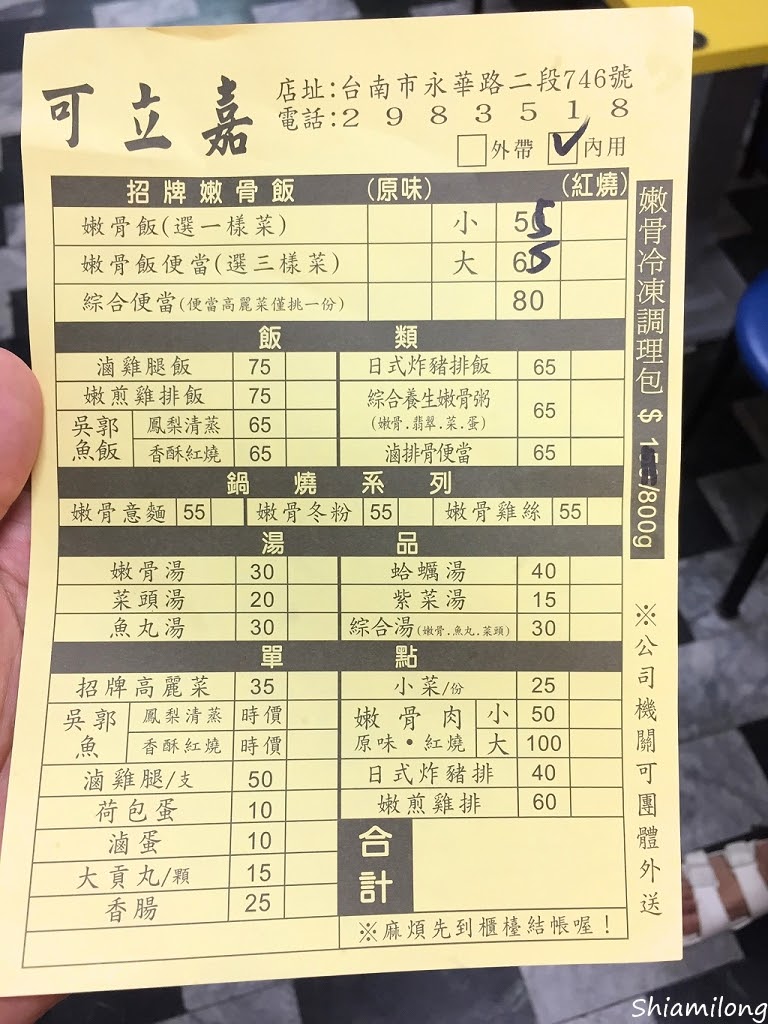 可立嘉
店址:台南市永華路二段746號
電話:2983518
外帶 內用
招牌嫩骨飯 (原味) (紅燒)
嫩骨飯(選一樣菜) 小 55
嫩骨飯便當(選三樣菜) 大 65
綜合便當(便當高麗菜僅挑一份) 80
飯類
滷雞腿飯 75 日式炸豬排飯 65
嫩煎雞排飯 75 綜合養生嫩骨粥 65
(嫩骨.翡翠.菜.蛋)
吳郭魚飯 鳳梨清蒸 65
香酥紅燒 65 滷排骨便當 65
鍋燒系列
嫩骨意麵 55 嫩骨冬粉 55 嫩骨雞絲 55
湯品
嫩骨湯 30 蛤蠣湯 40
菜頭湯 20 紫菜湯 15
魚丸湯 30 綜合湯(嫩骨.魚丸.菜頭) 30
單點
招牌高麗菜 35 小菜/份 25
吳郭魚 鳳梨清蒸 時價 嫩骨肉 小 50
香酥紅燒 時價 原味•紅燒 大 100
滷雞腿/支 50 日式炸豬排 40
荷包蛋 10 嫩煎雞排 60
滷蛋 10
大貢丸/顆 15
香腸 25
合計
※麻煩先到櫃檯結帳喔!
嫩骨冷凍調理包 $ 1 /800g
※公司機關可團體外送
Shiamilong